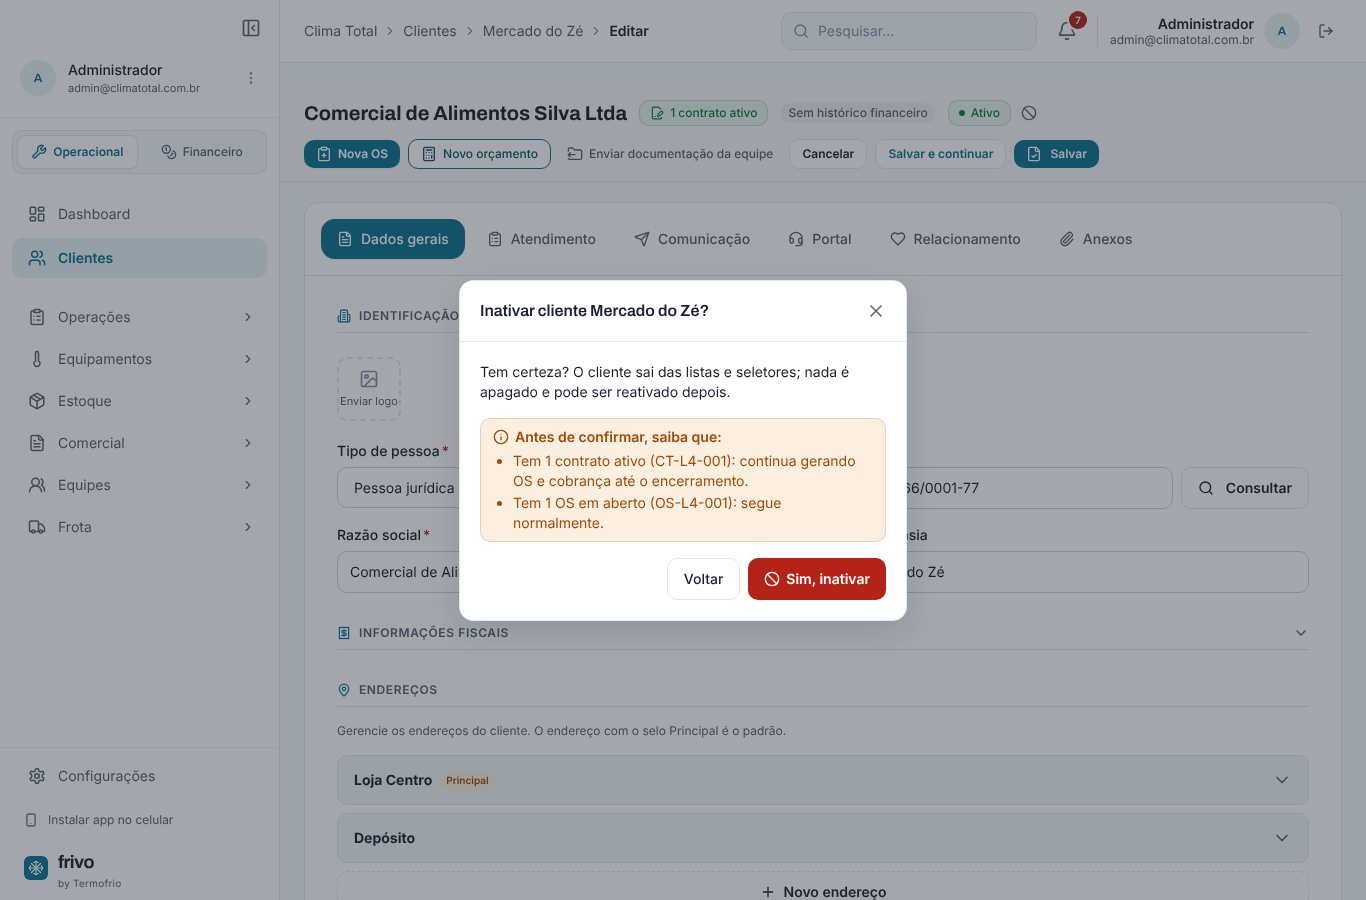 Clima Total > Clientes > Mercado do Zé > Editar
Pesquisar...
7
Administrador
admin@climatotal.com.br
A
A
Administrador
admin@climatotal.com.br
Operacional
Financeiro
Dashboard
Clientes
Operações
Equipamentos
Estoque
Comercial
Equipes
Frota
Configurações
Instalar app no celular
frivo
by Termofrio
Comercial de Alimentos Silva Ltda
1 contrato ativo
Sem histórico financeiro
Ativo
Nova OS
Novo orçamento
Enviar documentação da equipe
Cancelar
Salvar e continuar
Salvar
Dados gerais
Atendimento
Comunicação
Portal
Relacionamento
Anexos
IDENTIFICAÇÃO
Enviar logo
Tipo de pessoa*
Pessoa jurídica
66/0001-77
Consultar
Razão social*
Comercial de Ali
sia
do Zé
Inativar cliente Mercado do Zé?
Tem certeza? O cliente sai das listas e seletores; nada é
apagado e pode ser reativado depois.
Antes de confirmar, saiba que:
• Tem 1 contrato ativo (CT-L4-001): continua gerando
OS e cobrança até o encerramento.
• Tem 1 OS em aberto (OS-L4-001): segue
normalmente.
Voltar
Sim, inativar
INFORMAÇÕES FISCAIS
ENDEREÇOS
Gerencie os endereços do cliente. O endereço com o selo Principal é o padrão.
Loja Centro
Principal
Depósito
+ Novo endereço